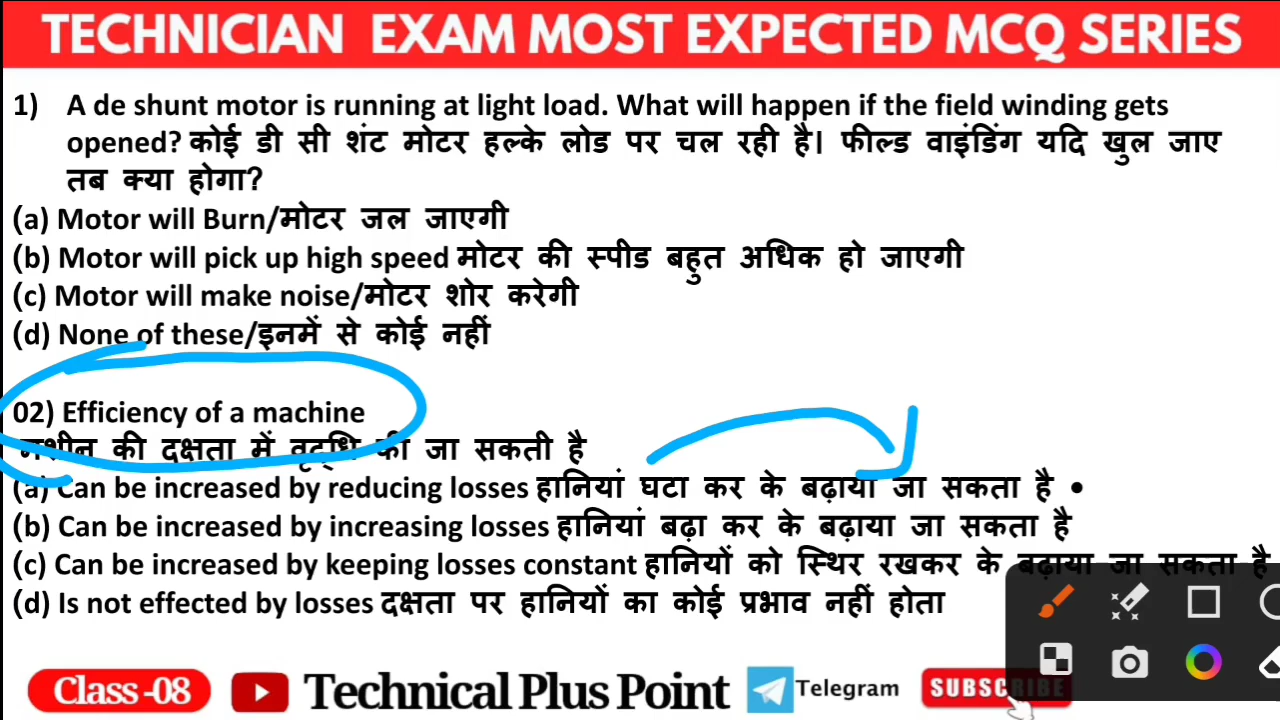 TECHNICIAN EXAM MOST EXPECTED MCQ SERIES
1) A de shunt motor is running at light load. What will happen if the field winding gets
opened? कोई डी सी शंट मोटर हल्के लोड पर चल रही है। फील्ड वाइंडिंग यदि खुल जाए
तब क्या होगा?
(a) Motor will Burn/मोटर जल जाएगी
(b) Motor will pick up high speed मोटर की स्पीड बहुत अधिक हो जाएगी
(c) Motor will make noise/मोटर शोर करेगी
(d) None of these/इनमें से कोई नहीं
02) Efficiency of a machine
मशीन की दक्षता में वृद्धि की जा सकती है
(a) Can be increased by reducing losses हानियां घटा कर के बढ़ाया जा सकता है •
(b) Can be increased by increasing losses हानियां बढ़ा कर के बढ़ाया जा सकता है
(c) Can be increased by keeping losses constant हानियों को स्थिर रखकर के बढ़ाया जा सकता है
(d) Is not effected by losses दक्षता पर हानियों का कोई प्रभाव नहीं होता
Class -08 Technical Plus Point Telegram SUBSCRIBE